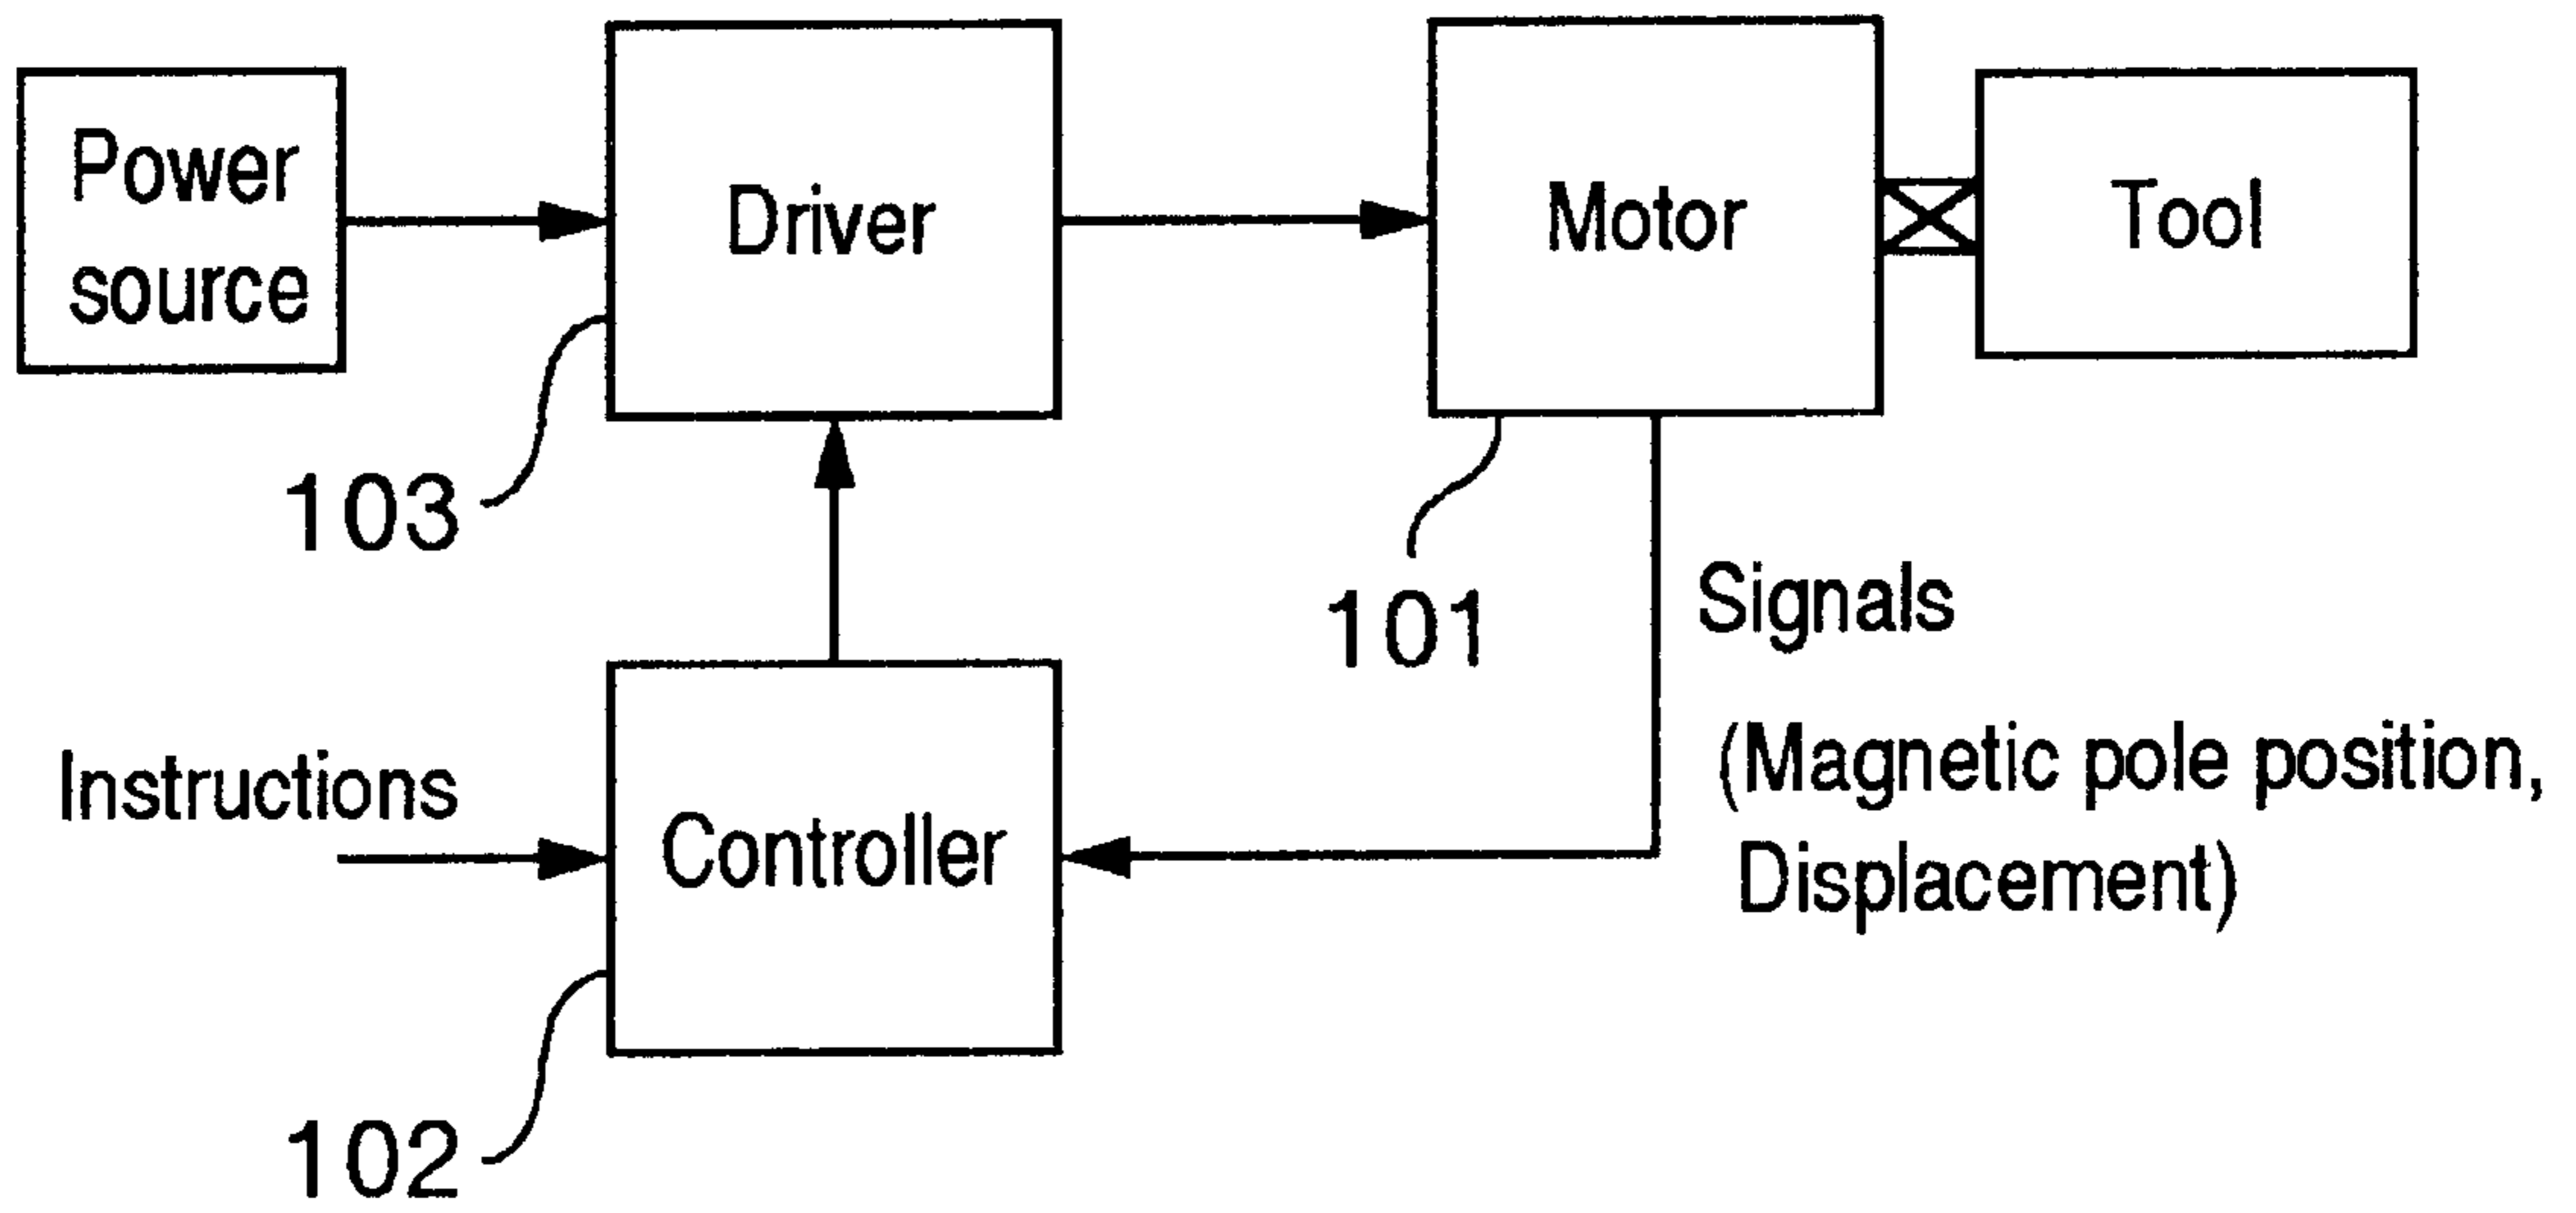 Power
source
Driver
Motor
Tool
103
101
Signals
(Magnetic pole position,
Displacement)
Instructions
Controller
102